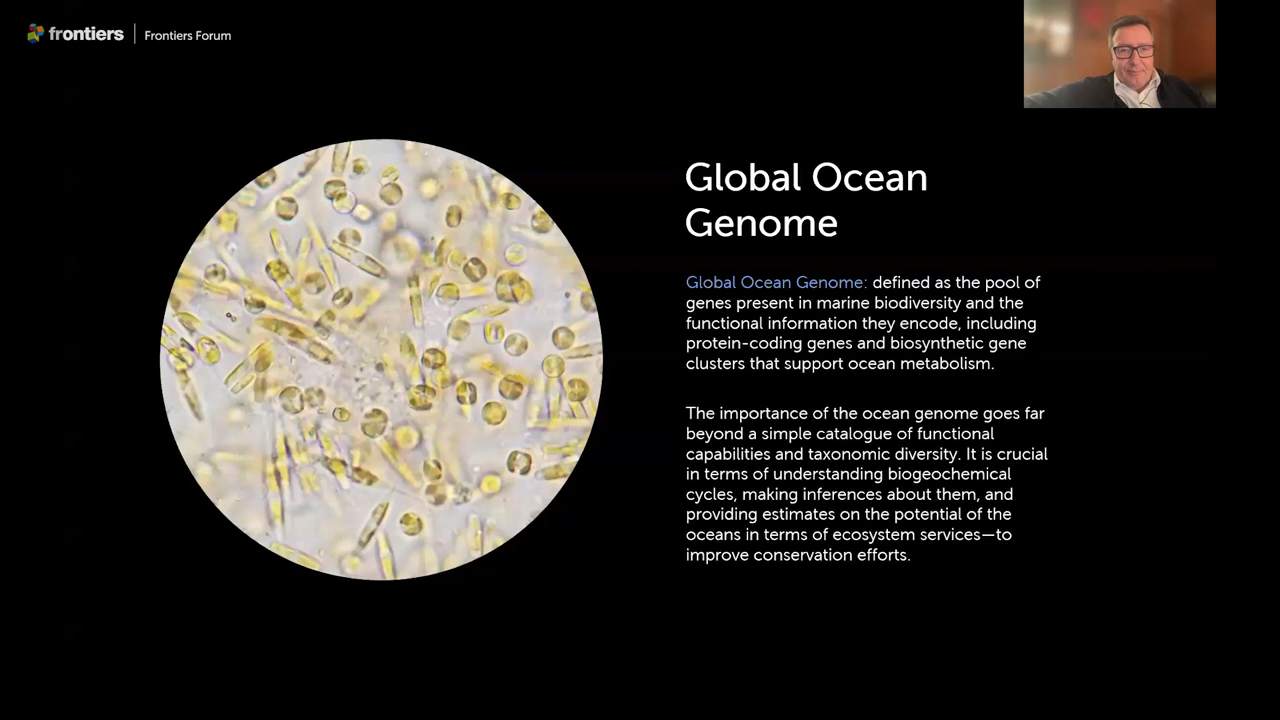 frontiers | Frontiers Forum
Global Ocean
Genome
Global Ocean Genome: defined as the pool of
genes present in marine biodiversity and the
functional information they encode, including
protein-coding genes and biosynthetic gene
clusters that support ocean metabolism.
The importance of the ocean genome goes far
beyond a simple catalogue of functional
capabilities and taxonomic diversity. It is crucial
in terms of understanding biogeochemical
cycles, making inferences about them, and
providing estimates on the potential of the
oceans in terms of ecosystem services—to
improve conservation efforts.